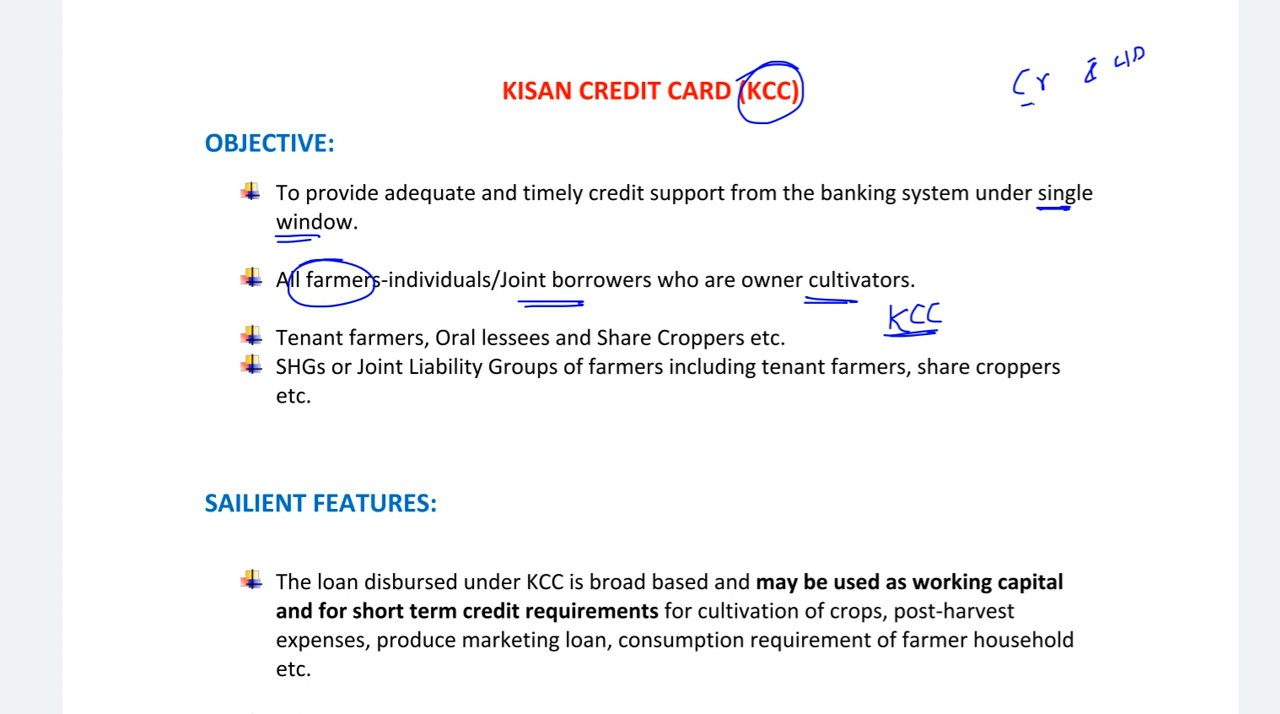 KISAN CREDIT CARD (KCC)
Cr
OBJECTIVE:
To provide adequate and timely credit support from the banking system under single
window.
All farmers-individuals/Joint borrowers who are owner cultivators.
KCC
Tenant farmers, Oral lessees and Share Croppers etc.
SHGs or Joint Liability Groups of farmers including tenant farmers, share croppers
etc.
SAILIENT FEATURES:
The loan disbursed under KCC is broad based and may be used as working capital
and for short term credit requirements for cultivation of crops, post-harvest
expenses, produce marketing loan, consumption requirement of farmer household
etc.